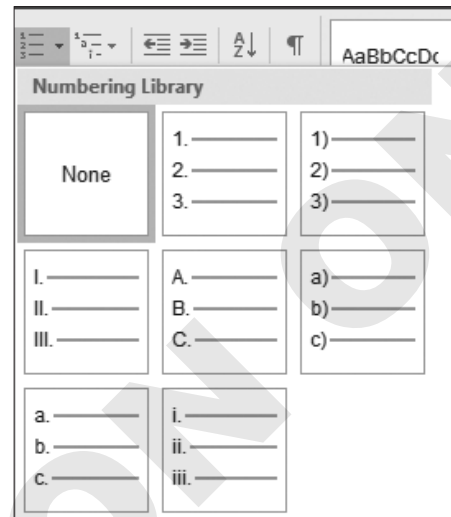 AaBbCcDc
Numbering Library
None
1.
2.
3.
1)
2)
3)
I.
II.
III.
A.
B.
C.
a)
b)
c)
a.
b.
c.
i.
ii.
iii.